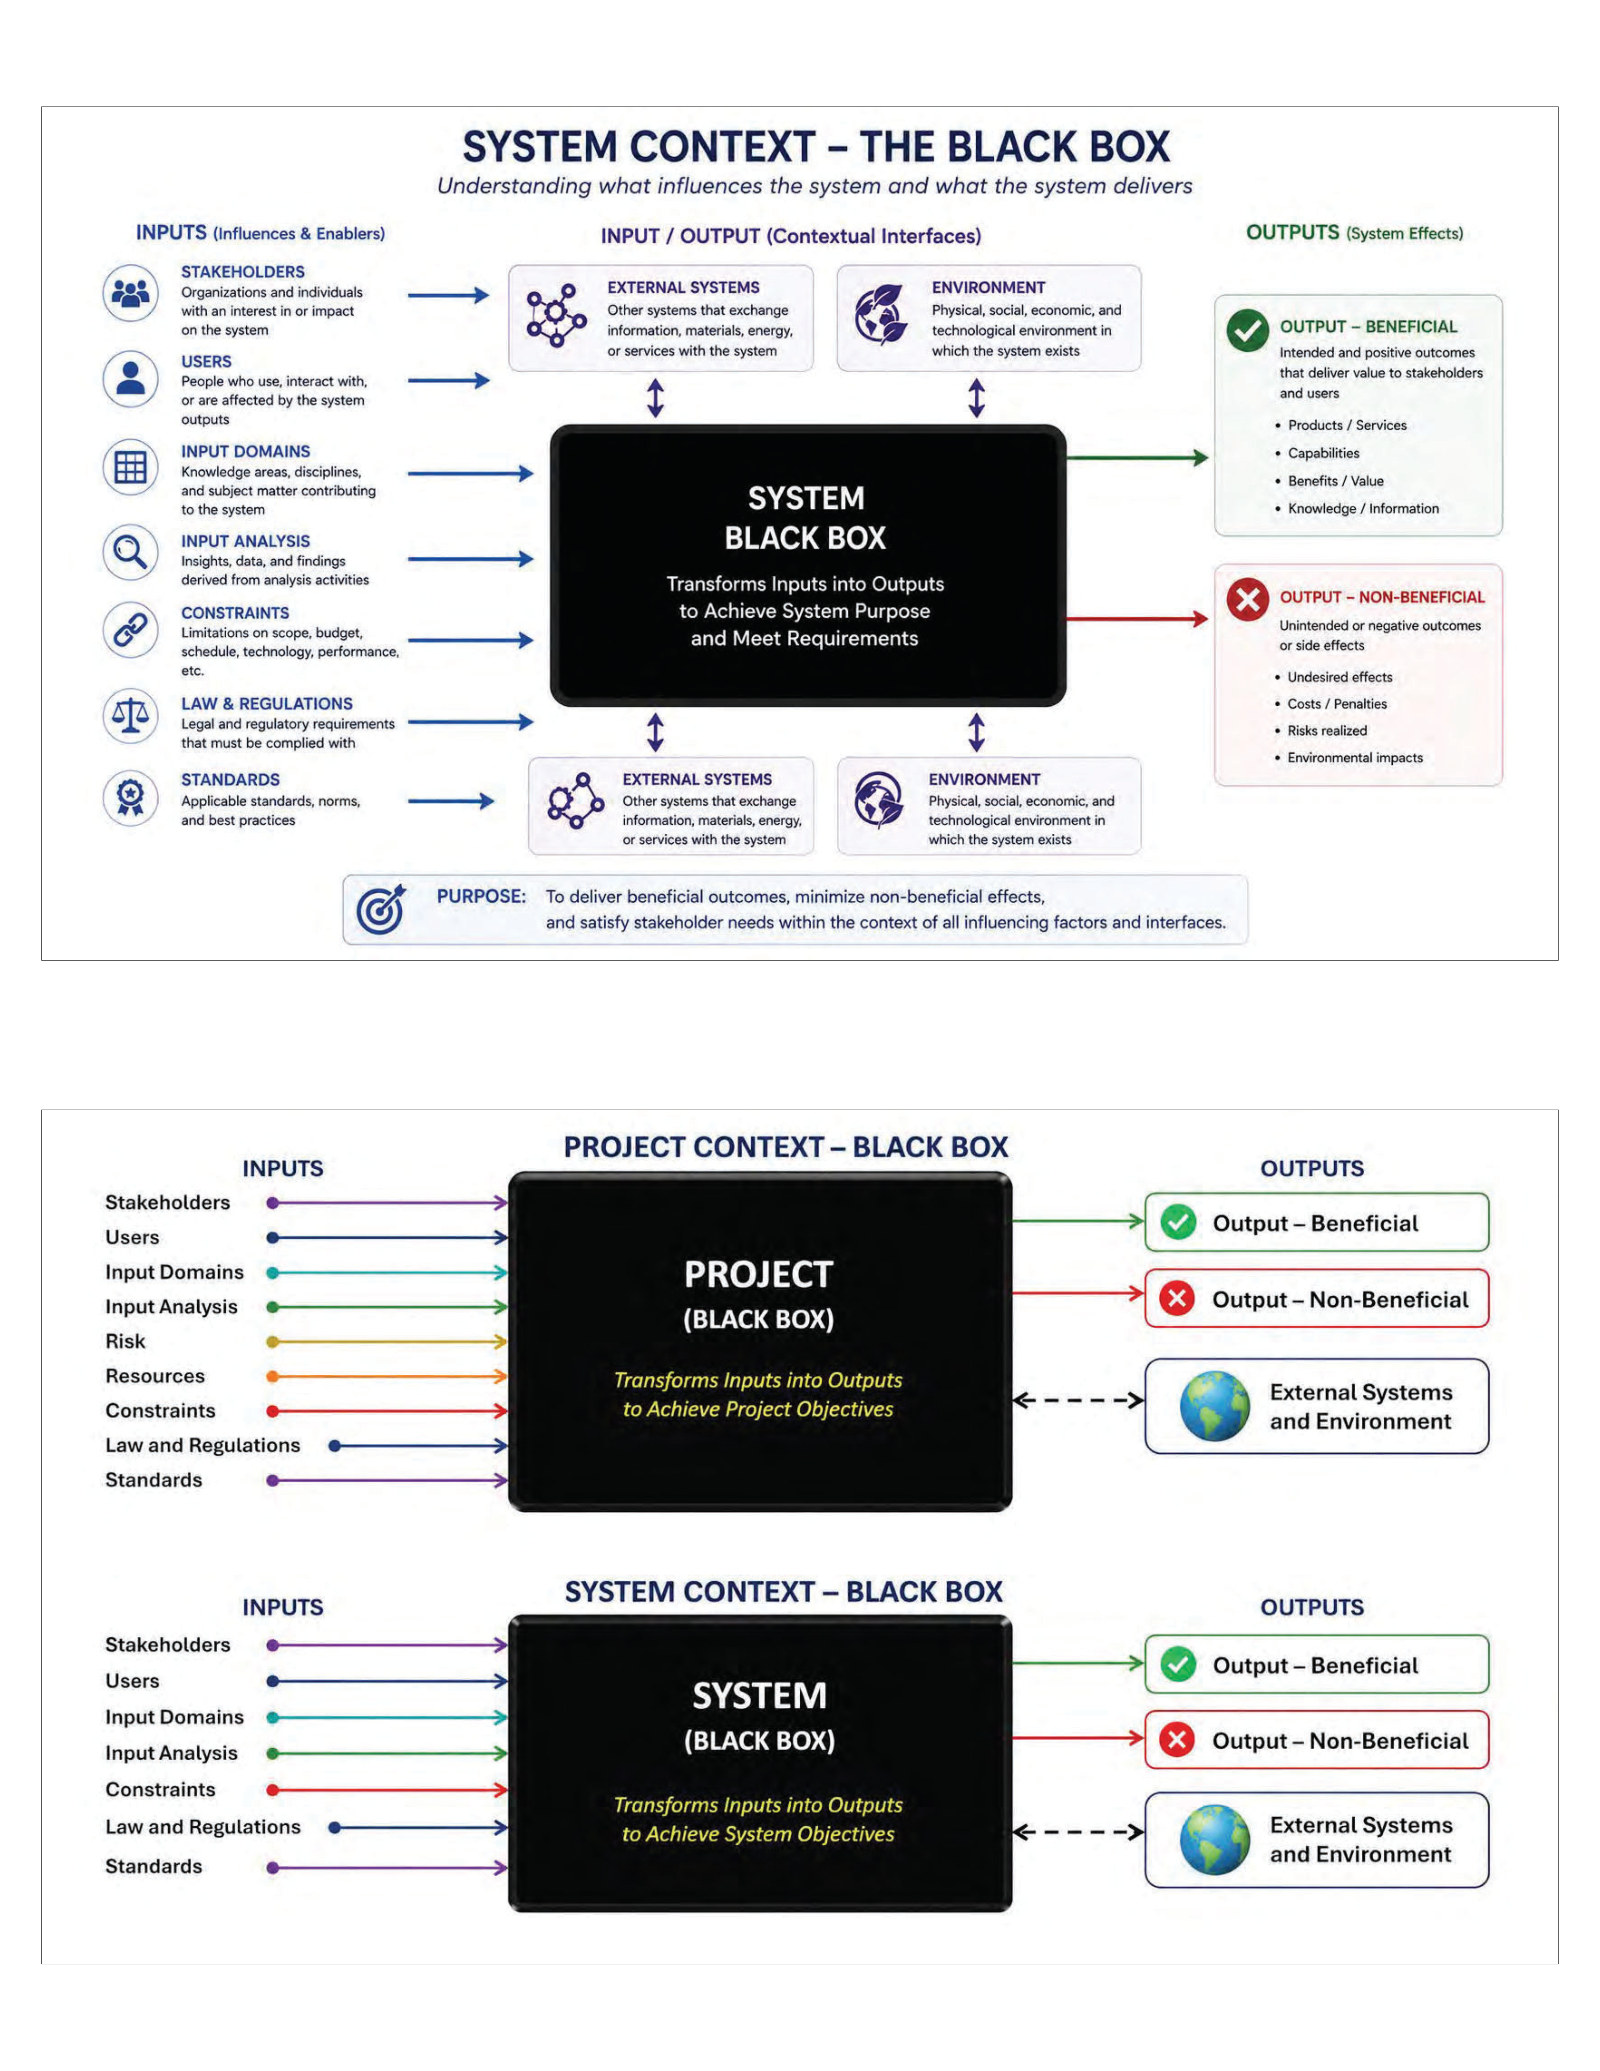 SYSTEM CONTEXT – THE BLACK BOX
Understanding what influences the system and what the system delivers
INPUTS (Influences & Enablers)
STAKEHOLDERS
Organizations and individuals
with an interest in or impact
on the system
USERS
People who use, interact with,
or are affected by the system
outputs
INPUT DOMAINS
Knowledge areas, disciplines,
and subject matter contributing
to the system
INPUT ANALYSIS
Insights, data, and findings
derived from analysis activities
CONSTRAINTS
Limitations on scope, budget,
schedule, technology, performance,
etc.
LAW & REGULATIONS
Legal and regulatory requirements
that must be complied with
STANDARDS
Applicable standards, norms,
and best practices
INPUT / OUTPUT (Contextual Interfaces)
EXTERNAL SYSTEMS
Other systems that exchange
information, materials, energy,
or services with the system
ENVIRONMENT
Physical, social, economic, and
technological environment in
which the system exists
SYSTEM
BLACK BOX
Transforms Inputs into Outputs
to Achieve System Purpose
and Meet Requirements
EXTERNAL SYSTEMS
Other systems that exchange
information, materials, energy,
or services with the system
ENVIRONMENT
Physical, social, economic, and
technological environment in
which the system exists
OUTPUTS (System Effects)
OUTPUT – BENEFICIAL
Intended and positive outcomes
that deliver value to stakeholders
and users
• Products / Services
• Capabilities
• Benefits / Value
• Knowledge / Information
OUTPUT – NON-BENEFICIAL
Unintended or negative outcomes
or side effects
• Undesired effects
• Costs / Penalties
• Risks realized
• Environmental impacts
PURPOSE: To deliver beneficial outcomes, minimize non-beneficial effects,
and satisfy stakeholder needs within the context of all influencing factors and interfaces.
PROJECT CONTEXT – BLACK BOX
INPUTS
Stakeholders
Users
Input Domains
Input Analysis
Risk
Resources
Constraints
Law and Regulations
Standards
PROJECT
(BLACK BOX)
Transforms Inputs into Outputs
to Achieve Project Objectives
OUTPUTS
Output – Beneficial
Output – Non-Beneficial
External Systems
and Environment
SYSTEM CONTEXT – BLACK BOX
INPUTS
Stakeholders
Users
Input Domains
Input Analysis
Constraints
Law and Regulations
Standards
SYSTEM
(BLACK BOX)
Transforms Inputs into Outputs
to Achieve System Objectives
OUTPUTS
Output – Beneficial
Output – Non-Beneficial
External Systems
and Environment